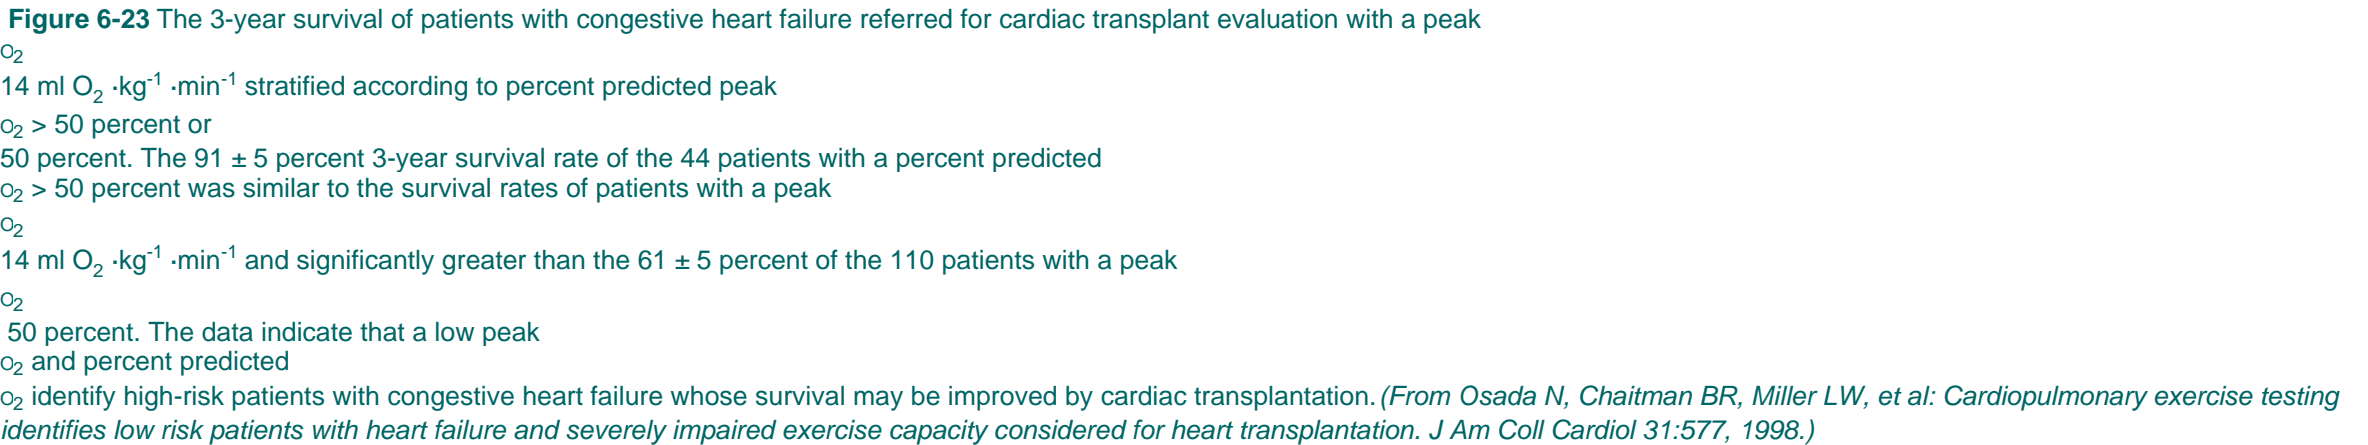 Figure 6-23 The 3-year survival of patients with congestive heart failure referred for cardiac transplant evaluation with a peak
O₂
14 ml O₂ ·kg⁻¹ ·min⁻¹ stratified according to percent predicted peak
O₂ > 50 percent or
50 percent. The 91 ± 5 percent 3-year survival rate of the 44 patients with a percent predicted
O₂ > 50 percent was similar to the survival rates of patients with a peak
O₂
14 ml O₂ ·kg⁻¹ ·min⁻¹ and significantly greater than the 61 ± 5 percent of the 110 patients with a peak
O₂
50 percent. The data indicate that a low peak
O₂ and percent predicted
O₂ identify high-risk patients with congestive heart failure whose survival may be improved by cardiac transplantation. (From Osada N, Chaitman BR, Miller LW, et al: Cardiopulmonary exercise testing
identifies low risk patients with heart failure and severely impaired exercise capacity considered for heart transplantation. J Am Coll Cardiol 31:577, 1998.)